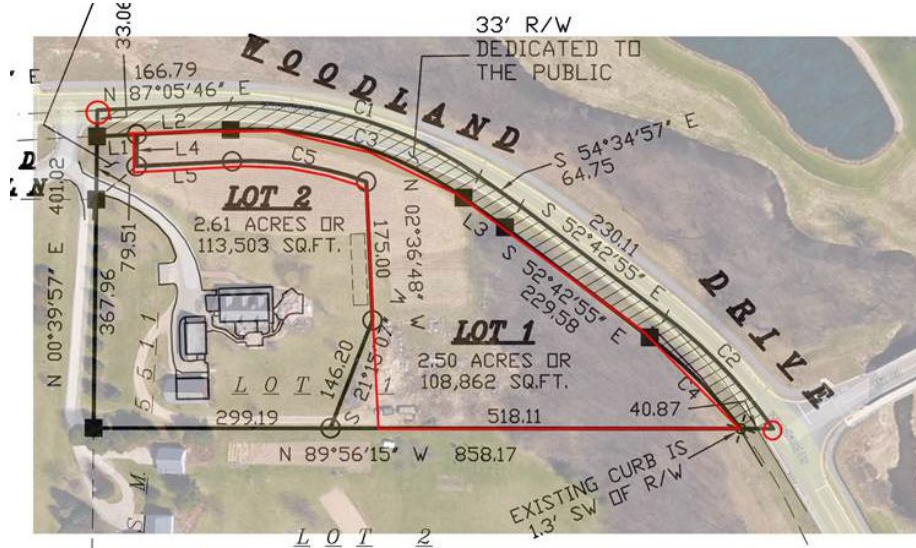 33.06
33' R/W
DEDICATED TO
THE PUBLIC
WOODLAND
DRIVE
166.79
N 87°05'46" E
C1
L2
C3
L1
L4
L5
C5
S 54°34'57" E
64.75
401.02
79.51
LOT 2
2.61 ACRES OR
113,503 SQ.FT.
175.00
N 02°36'48" W
L3
S 52°42'55" E
230.11
S 52°42'55" E
229.58
N 00°39'57" E
367.96
5511
LOT 1
2.50 ACRES OR
108,862 SQ.FT.
C2
C4
146.20
S 21°15'02" W
LOT 1
299.19
518.11
40.87
N 89°56'15" W 858.17
EXISTING CURB IS
1.3' SW OF R/W
S M
LOT 2